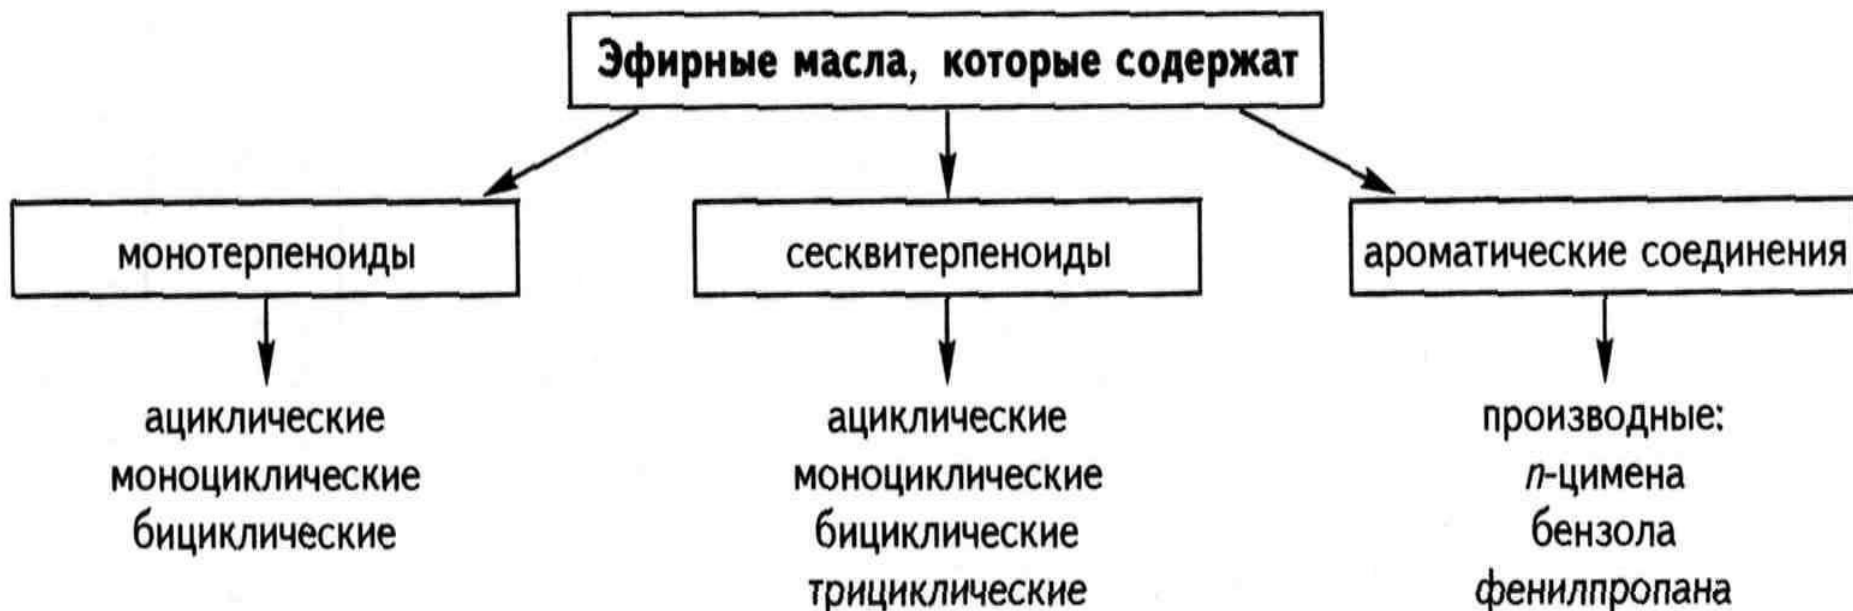 Эфирные масла, которые содержат
монотерпеноиды
сесквитерпеноиды
ароматические соединения
ациклические
моноциклические
бициклические
ациклические
моноциклические
бициклические
трициклические
производные:
п-цимена
бензола
фенилпропана